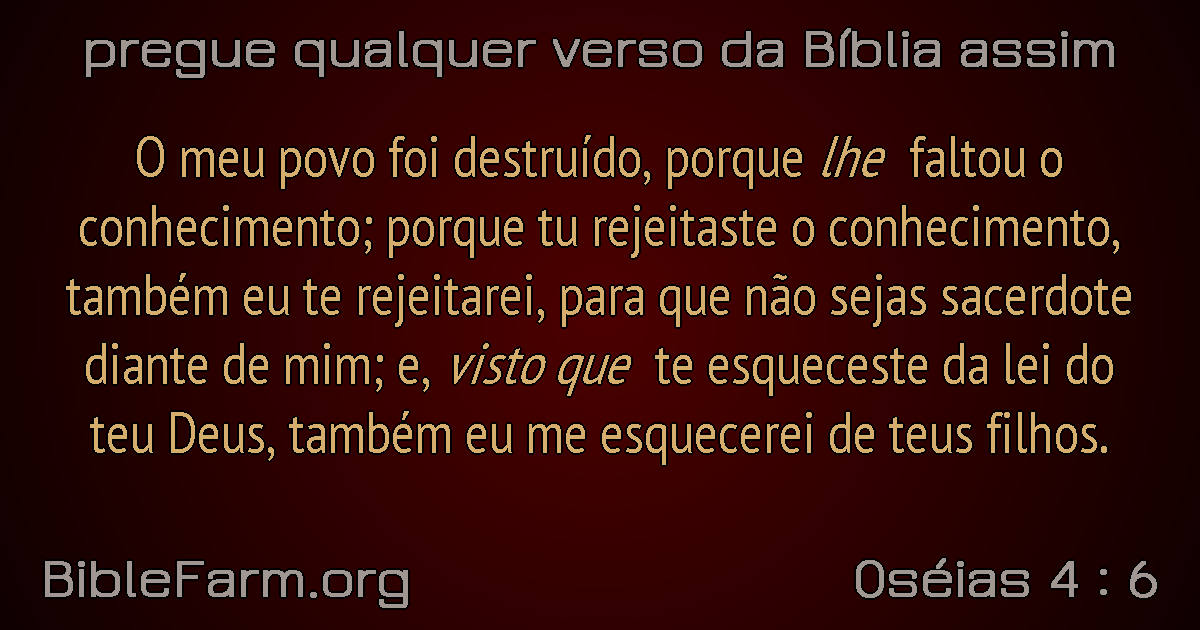 pregue qualquer verso da Bíblia assim
O meu povo foi destruído, porque lhe faltou o
conhecimento; porque tu rejeitaste o conhecimento,
também eu te rejeitarei, para que não sejas sacerdote
diante de mim; e, visto que te esqueceste da lei do
teu Deus, também eu me esquecerei de teus filhos.
BibleFarm.org
Oséias 4 : 6